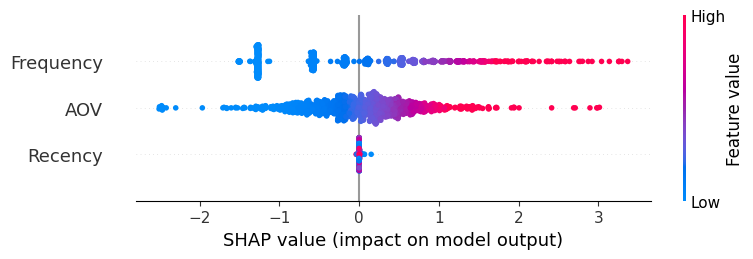 High
Frequency
AOV
Recency
Feature value
Low
−2 −1 0 1 2 3
SHAP value (impact on model output)